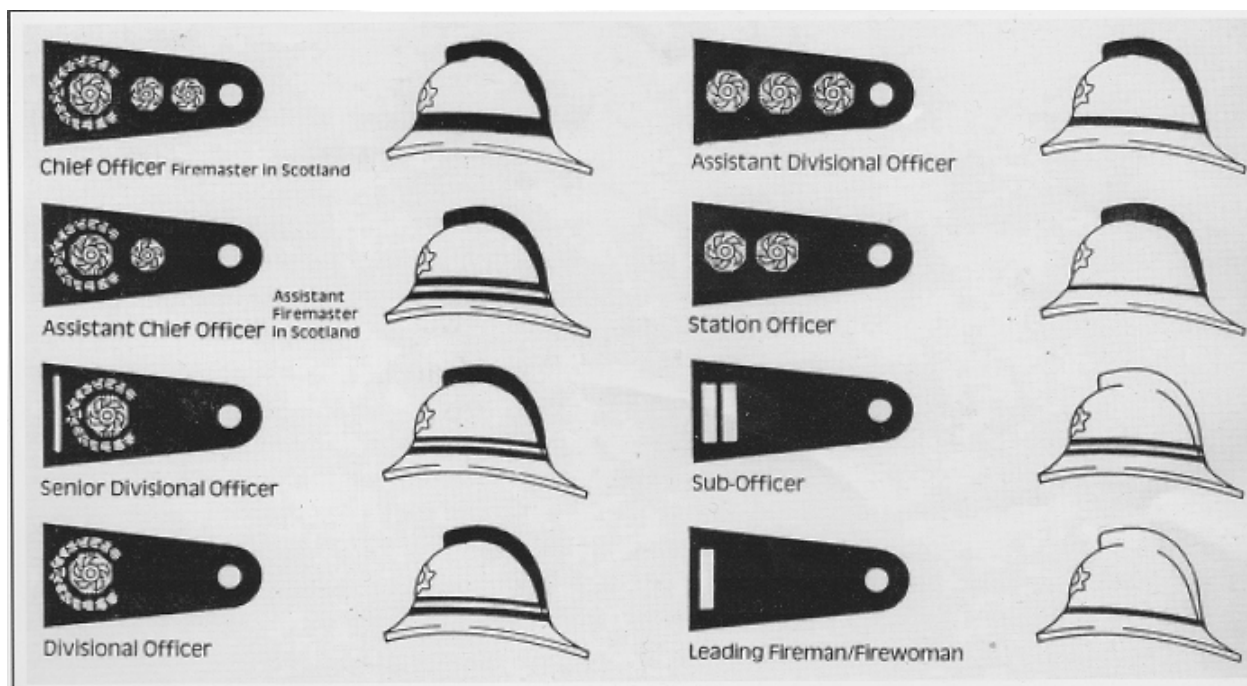 Chief Officer Firemaster in Scotland
Assistant Divisional Officer
Assistant Chief Officer
Assistant
Firemaster
in Scotland
Station Officer
Senior Divisional Officer
Sub-Officer
Divisional Officer
Leading Fireman/Firewoman